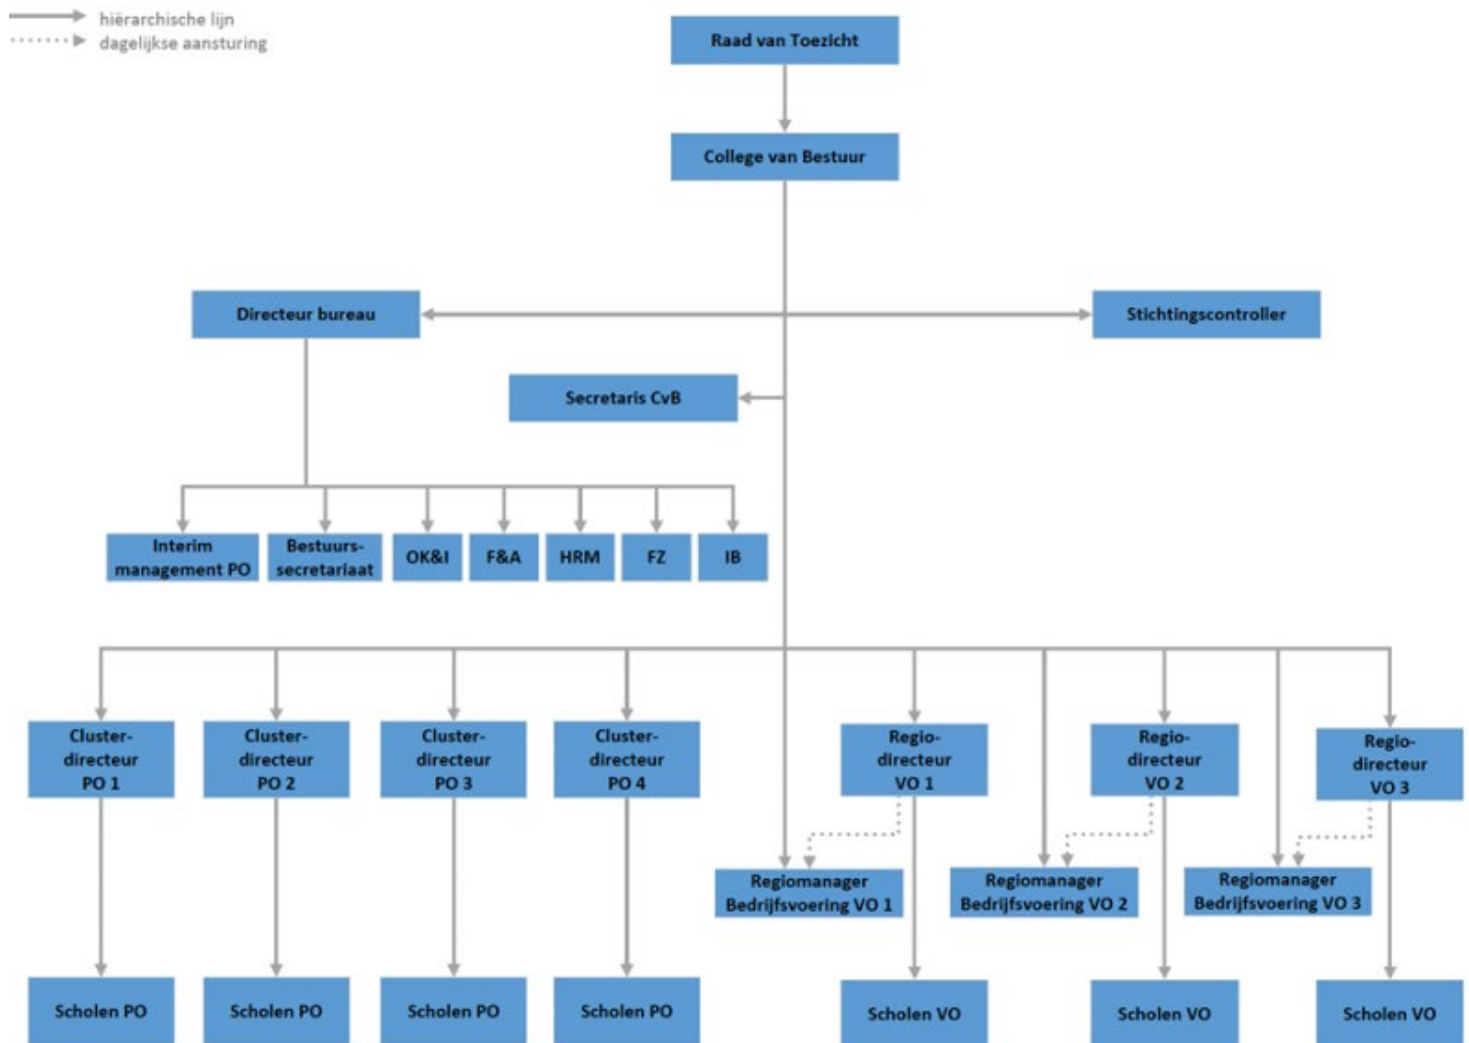 hiërarchische lijn
dagelijkse aansturing
Raad van Toezicht
College van Bestuur
Directeur bureau
Stichtingscontroller
Secretaris CvB
Interim
management PO
Bestuurs-
secretariaat
OK&I
F&A
HRM
FZ
IB
Cluster-
directeur
PO 1
Cluster-
directeur
PO 2
Cluster-
directeur
PO 3
Cluster-
directeur
PO 4
Regio-
directeur
VO 1
Regio-
directeur
VO 2
Regio-
directeur
VO 3
Regiomanager
Bedrijfsvoering VO 1
Regiomanager
Bedrijfsvoering VO 2
Regiomanager
Bedrijfsvoering VO 3
Scholen PO
Scholen PO
Scholen PO
Scholen PO
Scholen VO
Scholen VO
Scholen VO